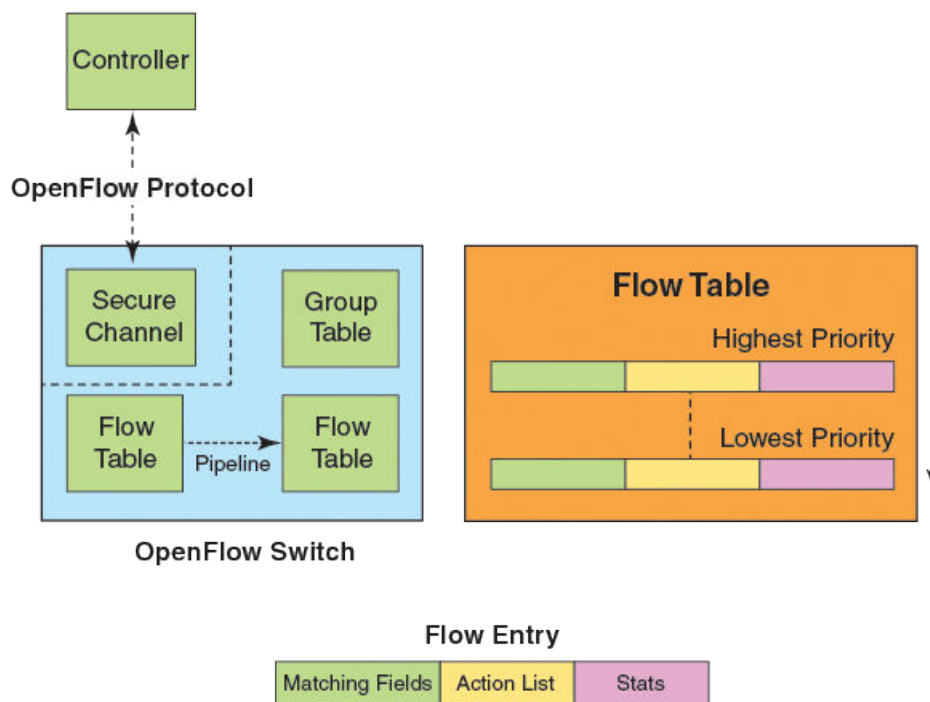 Controller
OpenFlow Protocol
Secure
Channel
Group
Table
Flow
Table
Pipeline
Flow
Table
OpenFlow Switch
Flow Table
Highest Priority
Lowest Priority
Flow Entry
Matching Fields
Action List
Stats